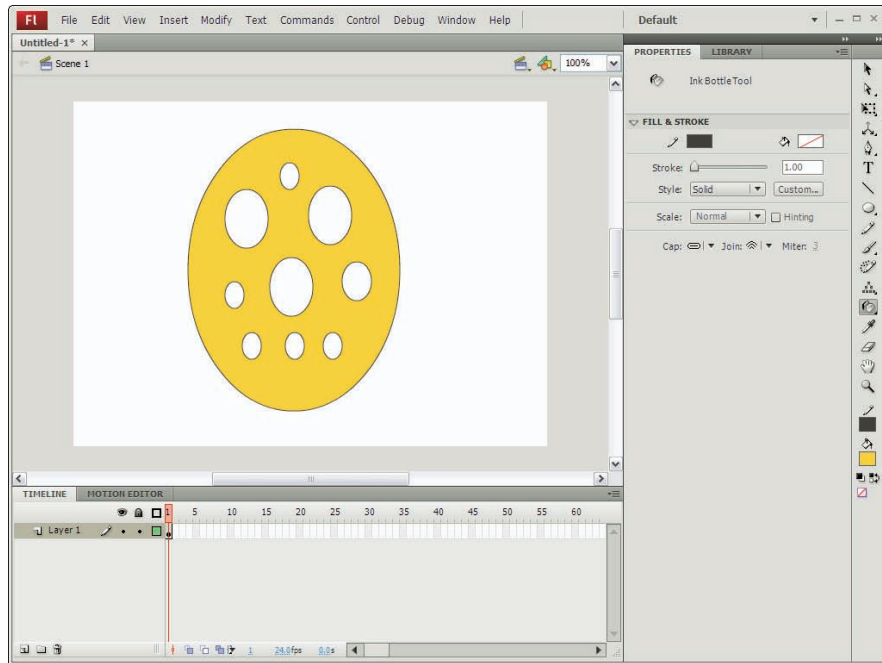 Fl File Edit View Insert Modify Text Commands Control Debug Window Help Default
Untitled-1* ×
Scene 1 100%
PROPERTIES LIBRARY
Ink Bottle Tool
FILL & STROKE
Stroke: 1.00
Style: Solid Custom...
Scale: Normal Hinting
Cap: Join: Miter: 3
T
TIMELINE MOTION EDITOR
1 5 10 15 20 25 30 35 40 45 50 55 60
Layer 1
1 24.0fps 0.0s